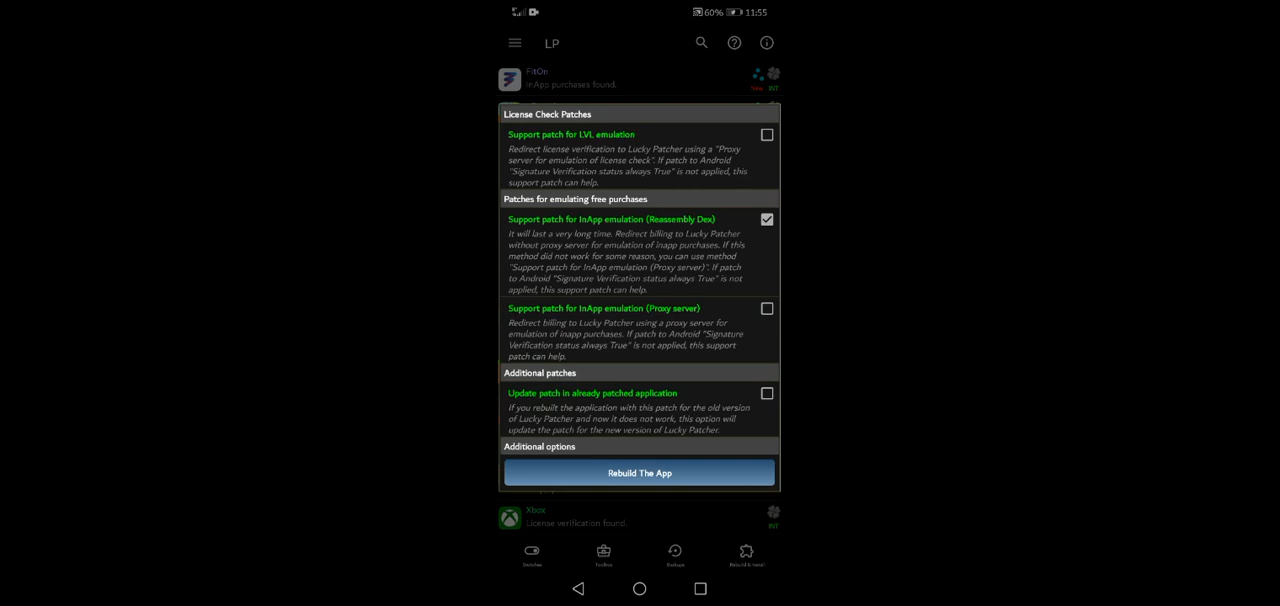 60% 11:55
LP
FitOn
InApp purchases found.
New INT
License Check Patches
Support patch for LVL emulation
Redirect license verification to Lucky Patcher using a "Proxy
server for emulation of license check". If patch to Android
"Signature Verification status always True" is not applied, this
support patch can help.
Patches for emulating free purchases
Support patch for InApp emulation (Reassembly Dex)
It will last a very long time. Redirect billing to Lucky Patcher
without proxy server for emulation of inapp purchases. If this
method did not work for some reason, you can use method
"Support patch for InApp emulation (Proxy server)". If patch
to Android "Signature Verification status always True" is not
applied, this support patch can help.
Support patch for InApp emulation (Proxy server)
Redirect billing to Lucky Patcher using a proxy server for
emulation of inapp purchases. If patch to Android "Signature
Verification status always True" is not applied, this support
patch can help.
Additional patches
Update patch in already patched application
If you rebuilt the application with this patch for the old version
of Lucky Patcher and now it does not work, this option will
update the patch for the new version of Lucky Patcher.
Additional options
Rebuild The App
Xbox
License verification found.
INT
Switches Toolbox Backups Rebuild & Install